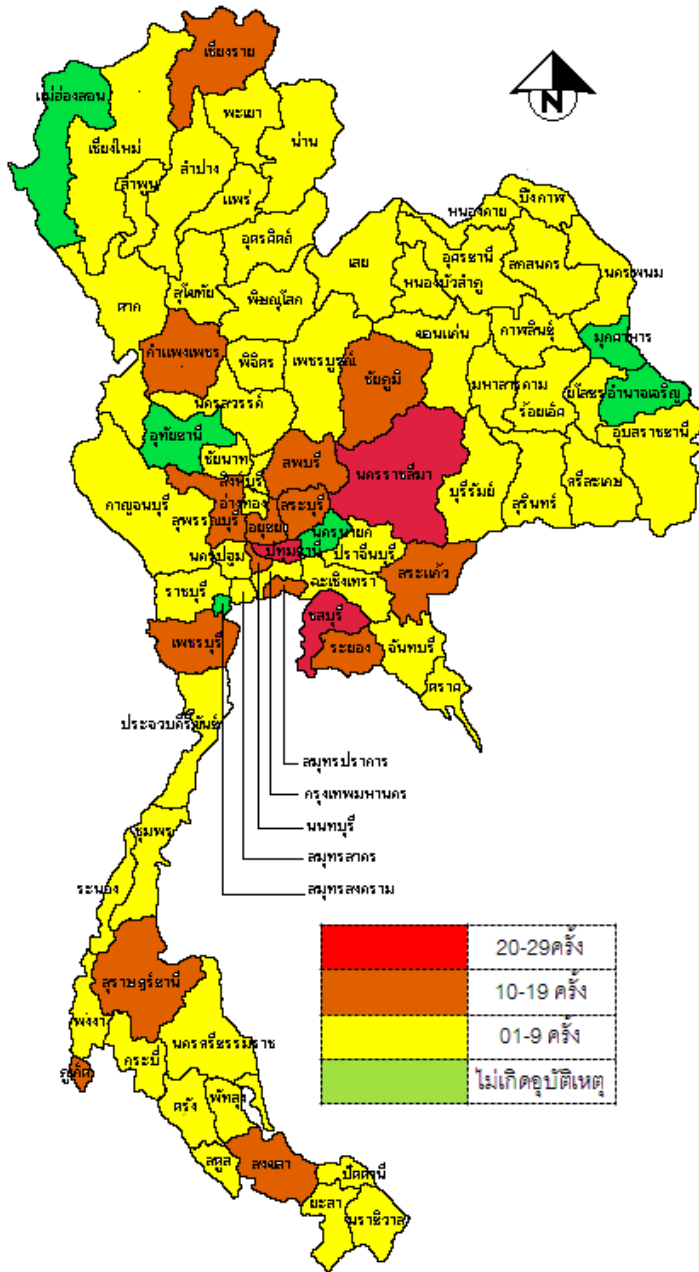 เชียงราย
แม่ฮ่องลอน
พะเยา
เชียงใหม่
น่าน
ลำปาง
ลำพูน
แพร่
บึงกาฬ
หนองคาย
อุตรดิตถ์
อุดรธานี
เลย
สกลนคร
นครพนม
หนองบัวลำภู
สุโขทัย
ตาก
พิษณุโลก
กำแพงเพชร
พิจิตร
เพชรบูรณ์
ขอนแก่น
กาฬสินธุ์
มุกดาหาร
ชัยภูมิ
มหาสารคาม
ยโสธร
อำนาจเจริญ
ร้อยเอ็ด
นครสวรรค์
อุทัยธานี
อุบลราชธานี
ชัยนาท
ลพบุรี
นครราชสีมา
บุรีรัมย์
สุรินทร์
ศรีสะเกษ
สิงห์บุรี
กาญจนบุรี
อ่างทอง
สระบุรี
สุพรรณบุรี
อยุธยา
นครนายก
ปทุมธานี
ปราจีนบุรี
นครปฐม
สระแก้ว
ราชบุรี
ฉะเชิงเทรา
ชลบุรี
เพชรบุรี
ระยอง
จันทบุรี
ตราด
ประจวบคีรีขันธ์
สมุทรปราการ
กรุงเทพมหานคร
นนทบุรี
สมุทรสาคร
สมุทรสงคราม
ชุมพร
ระนอง
สุราษฎร์ธานี
พังงา
นครศรีธรรมราช
กระบี่
ภูเก็ต
ตรัง
พัทลุง
สตูล
สงขลา
ปัตตานี
ยะลา
นราธิวาส
N
20-29ครั้ง
10-19 ครั้ง
01-9 ครั้ง
ไม่เกิดอุบัติเหตุ